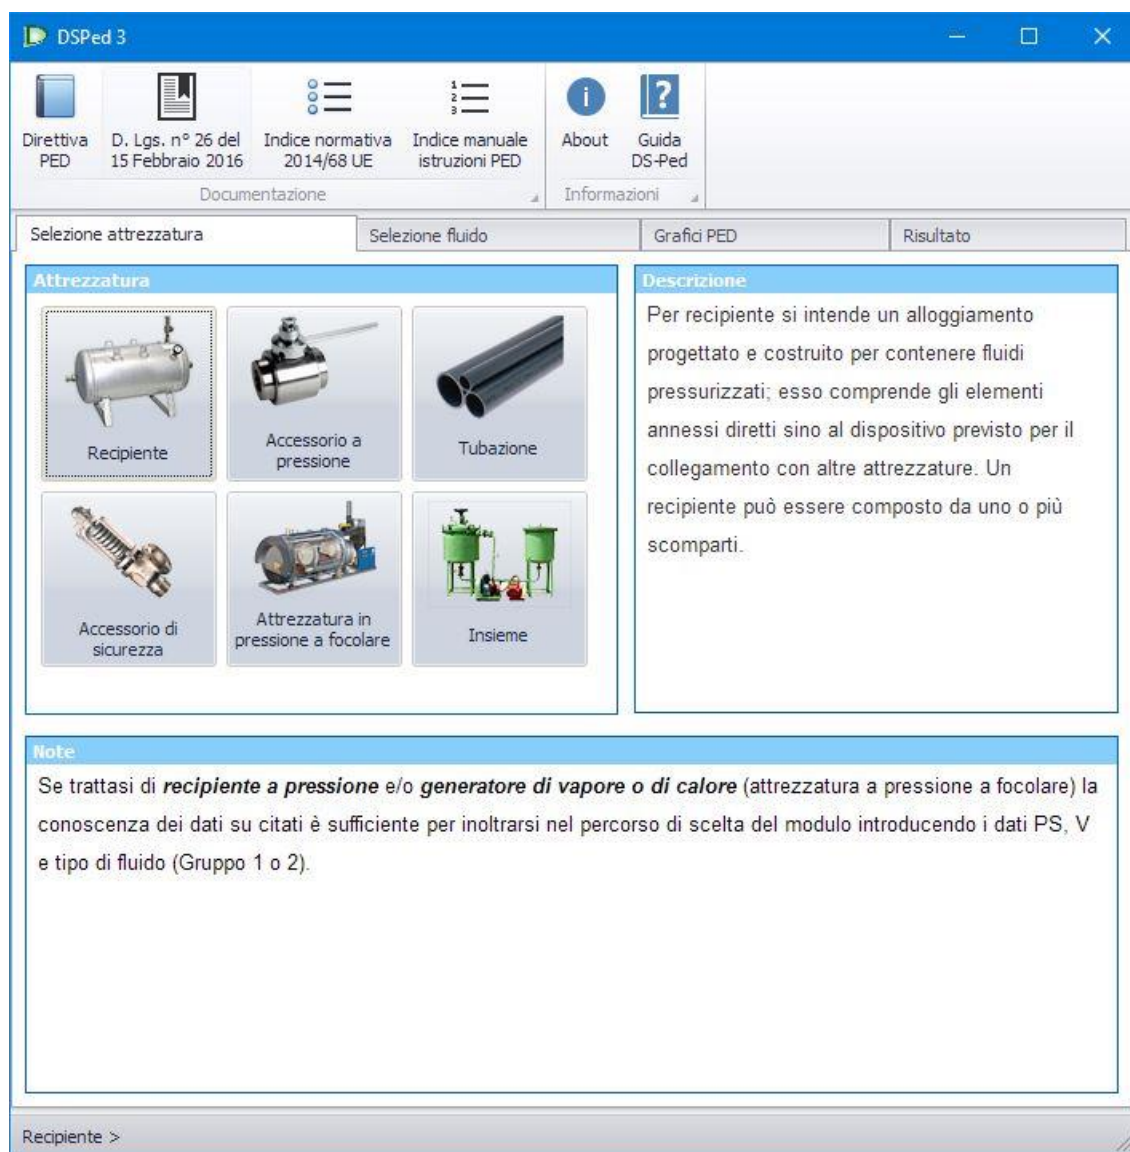 DSPed 3
Direttiva
PED
D. Lgs. n° 26 del
15 Febbraio 2016
Indice normativa
2014/68 UE
Indice manuale
istruzioni PED
About
Guida
DS-Ped
Documentazione
Informazioni
Selezione attrezzatura
Selezione fluido
Grafici PED
Risultato
Attrezzatura
Recipiente
Accessorio a
pressione
Tubazione
Accessorio di
sicurezza
Attrezzatura in
pressione a focolare
Insieme
Descrizione
Per recipiente si intende un alloggiamento
progettato e costruito per contenere fluidi
pressurizzati; esso comprende gli elementi
annessi diretti sino al dispositivo previsto per il
collegamento con altre attrezzature. Un
recipiente può essere composto da uno o più
scomparti.
Note
Se trattasi di recipiente a pressione e/o generatore di vapore o di calore (attrezzatura a pressione a focolare) la
conoscenza dei dati su citati è sufficiente per inoltrarsi nel percorso di scelta del modulo introducendo i dati PS, V
e tipo di fluido (Gruppo 1 o 2).
Recipiente >